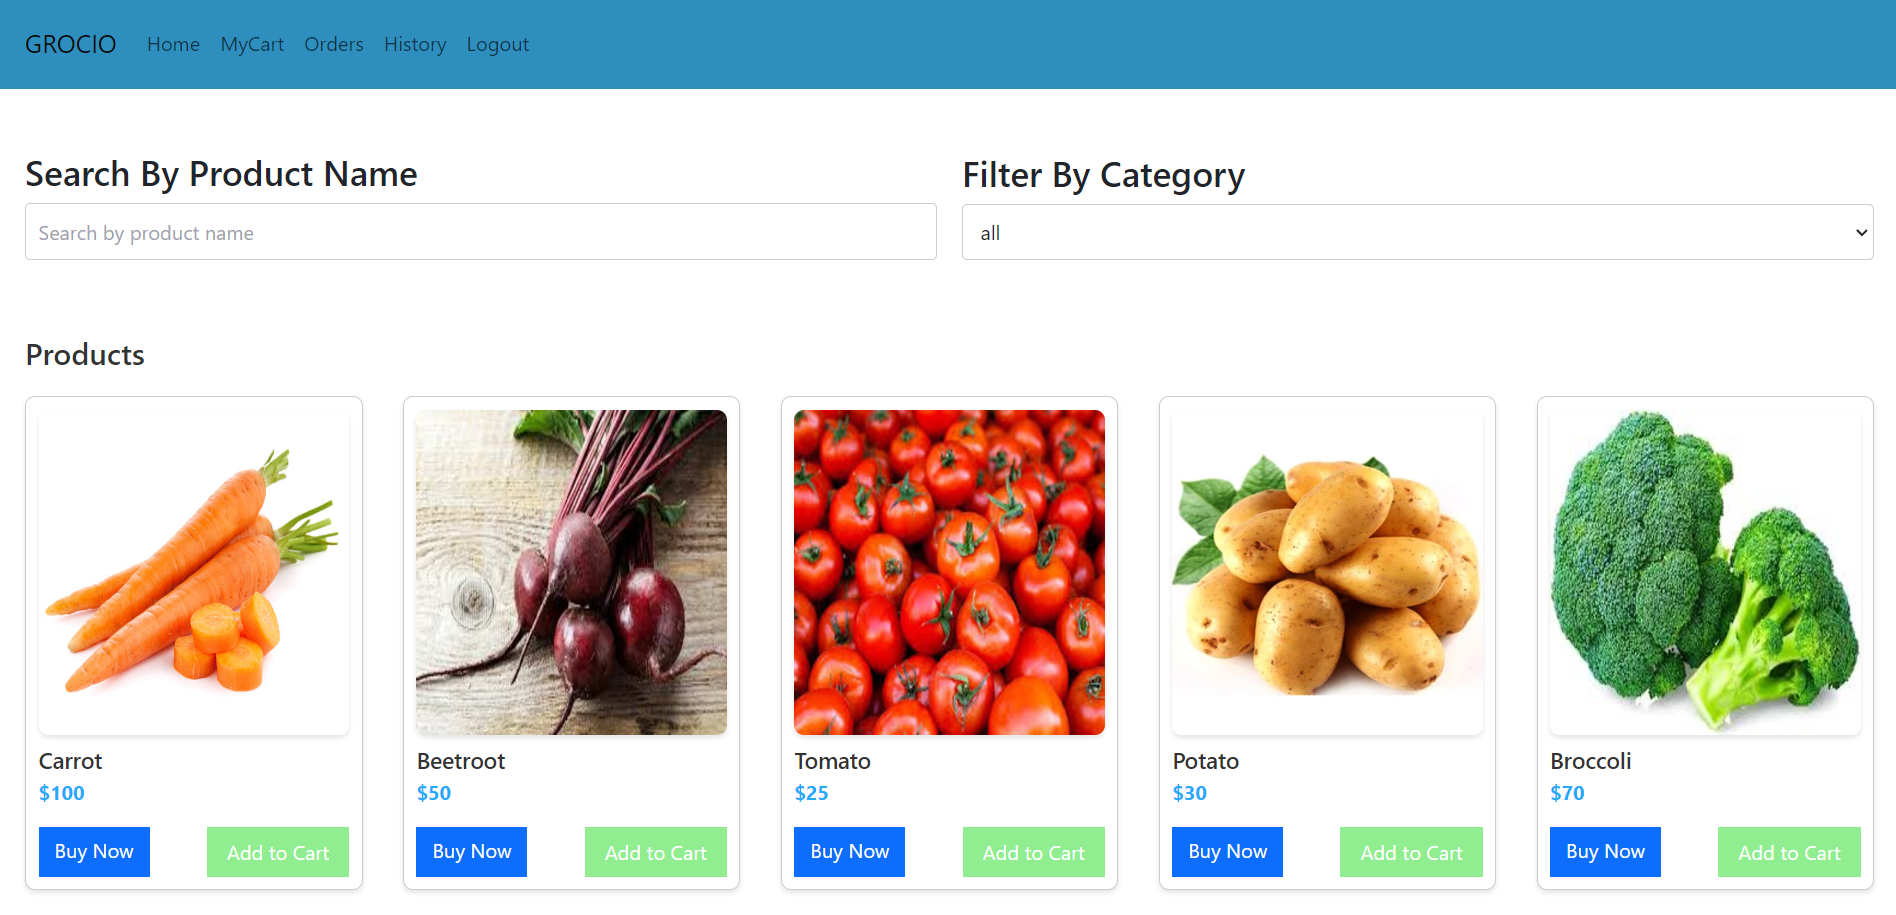 GROCIO Home MyCart Orders History Logout
Search By Product Name
Search by product name
Filter By Category
all
Products
Carrot
$100
Buy Now Add to Cart
Beetroot
$50
Buy Now Add to Cart
Tomato
$25
Buy Now Add to Cart
Potato
$30
Buy Now Add to Cart
Broccoli
$70
Buy Now Add to Cart